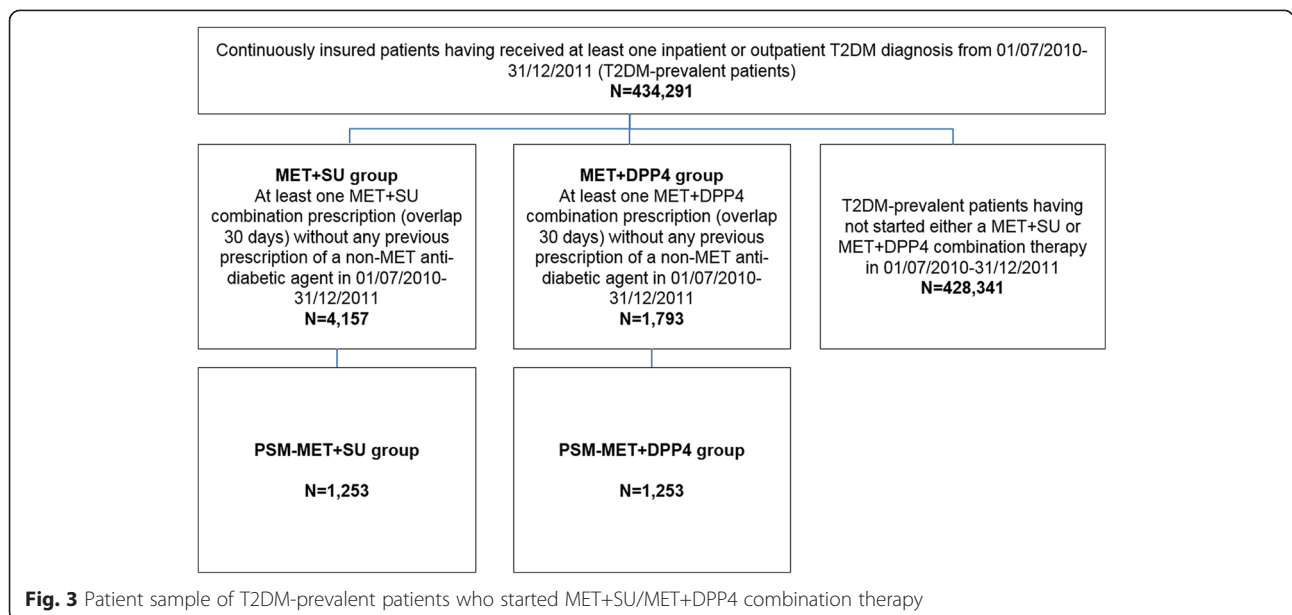 Continuously insured patients having received at least one inpatient or outpatient T2DM diagnosis from 01/07/2010-
31/12/2011 (T2DM-prevalent patients)
N=434,291
MET+SU group
At least one MET+SU
combination prescription (overlap
30 days) without any previous
prescription of a non-MET anti-
diabetic agent in 01/07/2010-
31/12/2011
N=4,157
MET+DPP4 group
At least one MET+DPP4
combination prescription (overlap
30 days) without any previous
prescription of a non-MET anti-
diabetic agent in 01/07/2010-
31/12/2011
N=1,793
T2DM-prevalent patients having
not started either a MET+SU or
MET+DPP4 combination therapy
in 01/07/2010-31/12/2011
N=428,341
PSM-MET+SU group
N=1,253
PSM-MET+DPP4 group
N=1,253
Fig. 3 Patient sample of T2DM-prevalent patients who started MET+SU/MET+DPP4 combination therapy